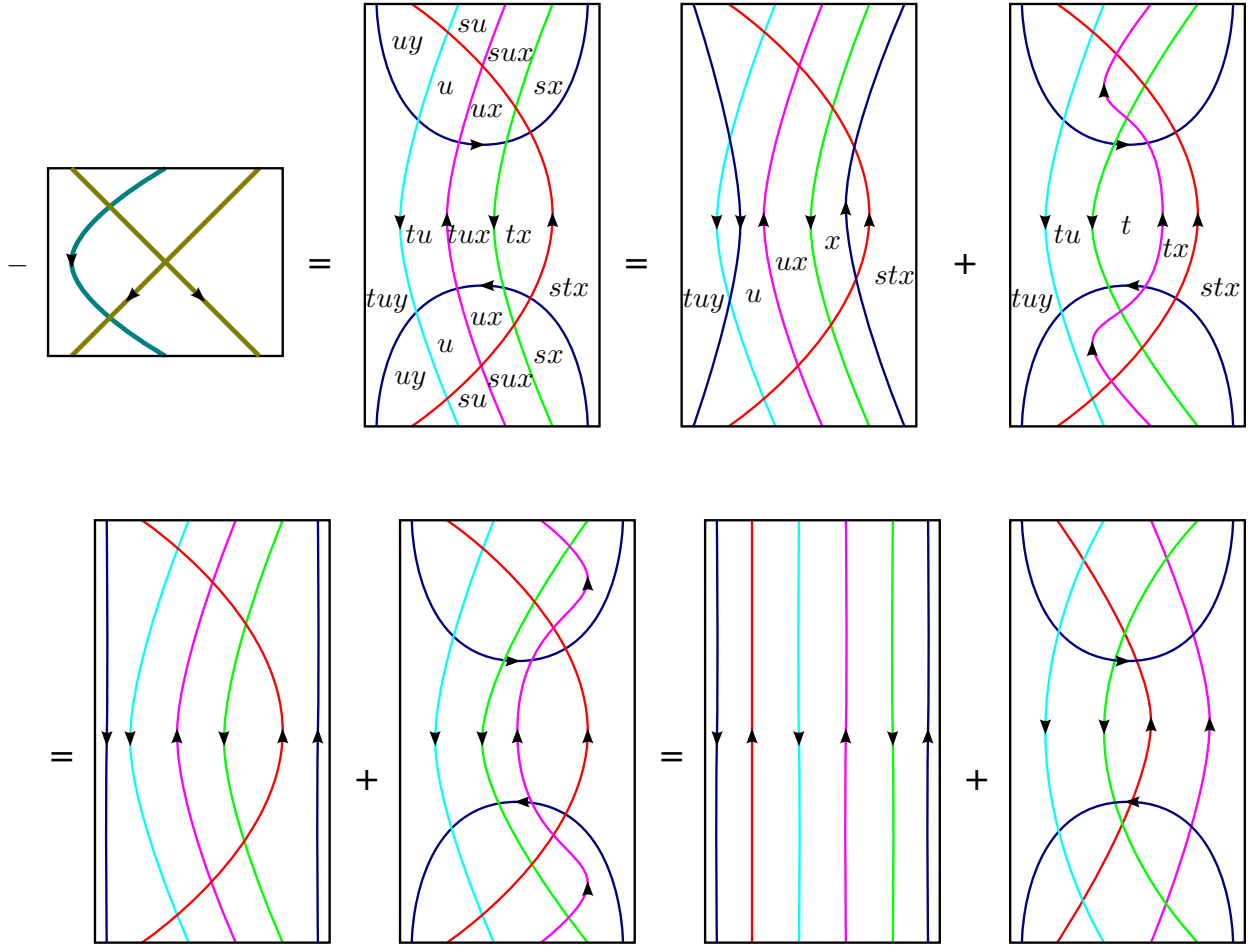 uy su sux sx
u ux
− = tu tux tx = tuy u ux x stx + tu t tx
tuy stx tuy stx
ux
u sx
uy sux
su
= + = +